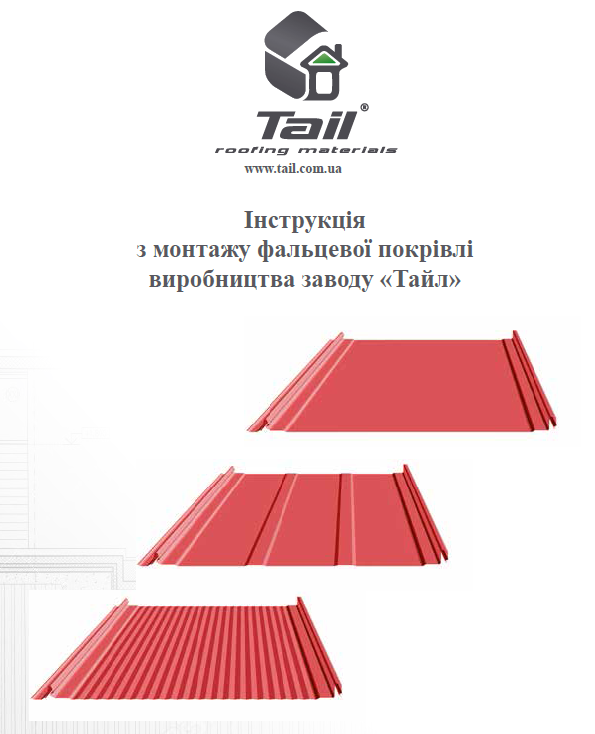 Tail®
roofing materials
www.tail.com.ua
Інструкція
з монтажу фальцевої покрівлі
виробництва заводу «Тайл»